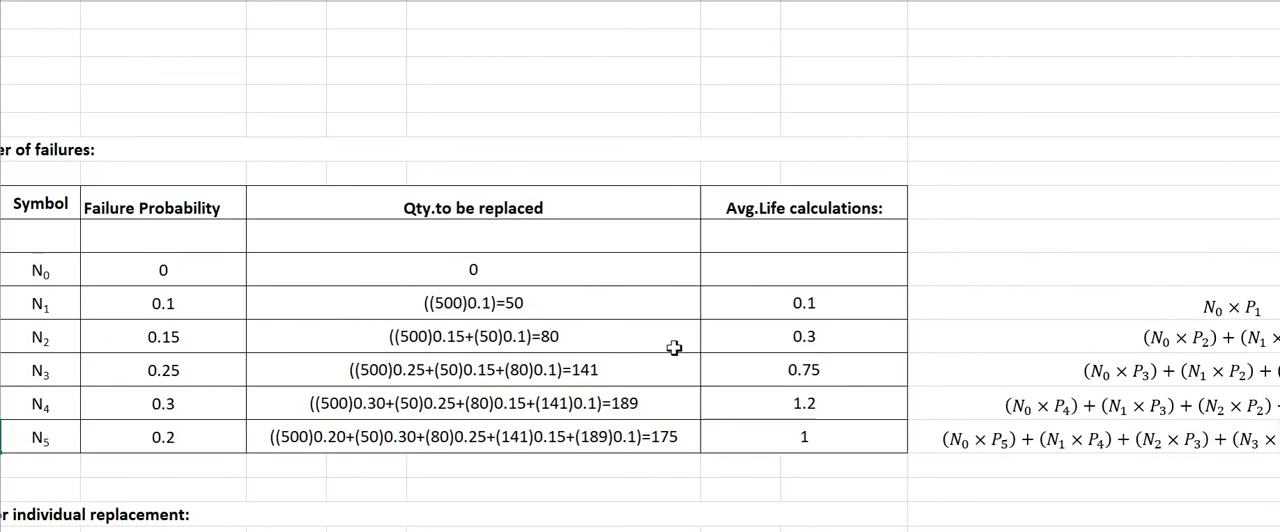 er of failures:
Symbol Failure Probability Qty.to be replaced Avg.Life calculations:
N₀ 0 0
N₁ 0.1 ((500)0.1)=50 0.1 N₀ × P₁
N₂ 0.15 ((500)0.15+(50)0.1)=80 0.3 (N₀ × P₂) + (N₁ ×
N₃ 0.25 ((500)0.25+(50)0.15+(80)0.1)=141 0.75 (N₀ × P₃) + (N₁ × P₂) + (
N₄ 0.3 ((500)0.30+(50)0.25+(80)0.15+(141)0.1)=189 1.2 (N₀ × P₄) + (N₁ × P₃) + (N₂ × P₂)
N₅ 0.2 ((500)0.20+(50)0.30+(80)0.25+(141)0.15+(189)0.1)=175 1 (N₀ × P₅) + (N₁ × P₄) + (N₂ × P₃) + (N₃ ×
r individual replacement: